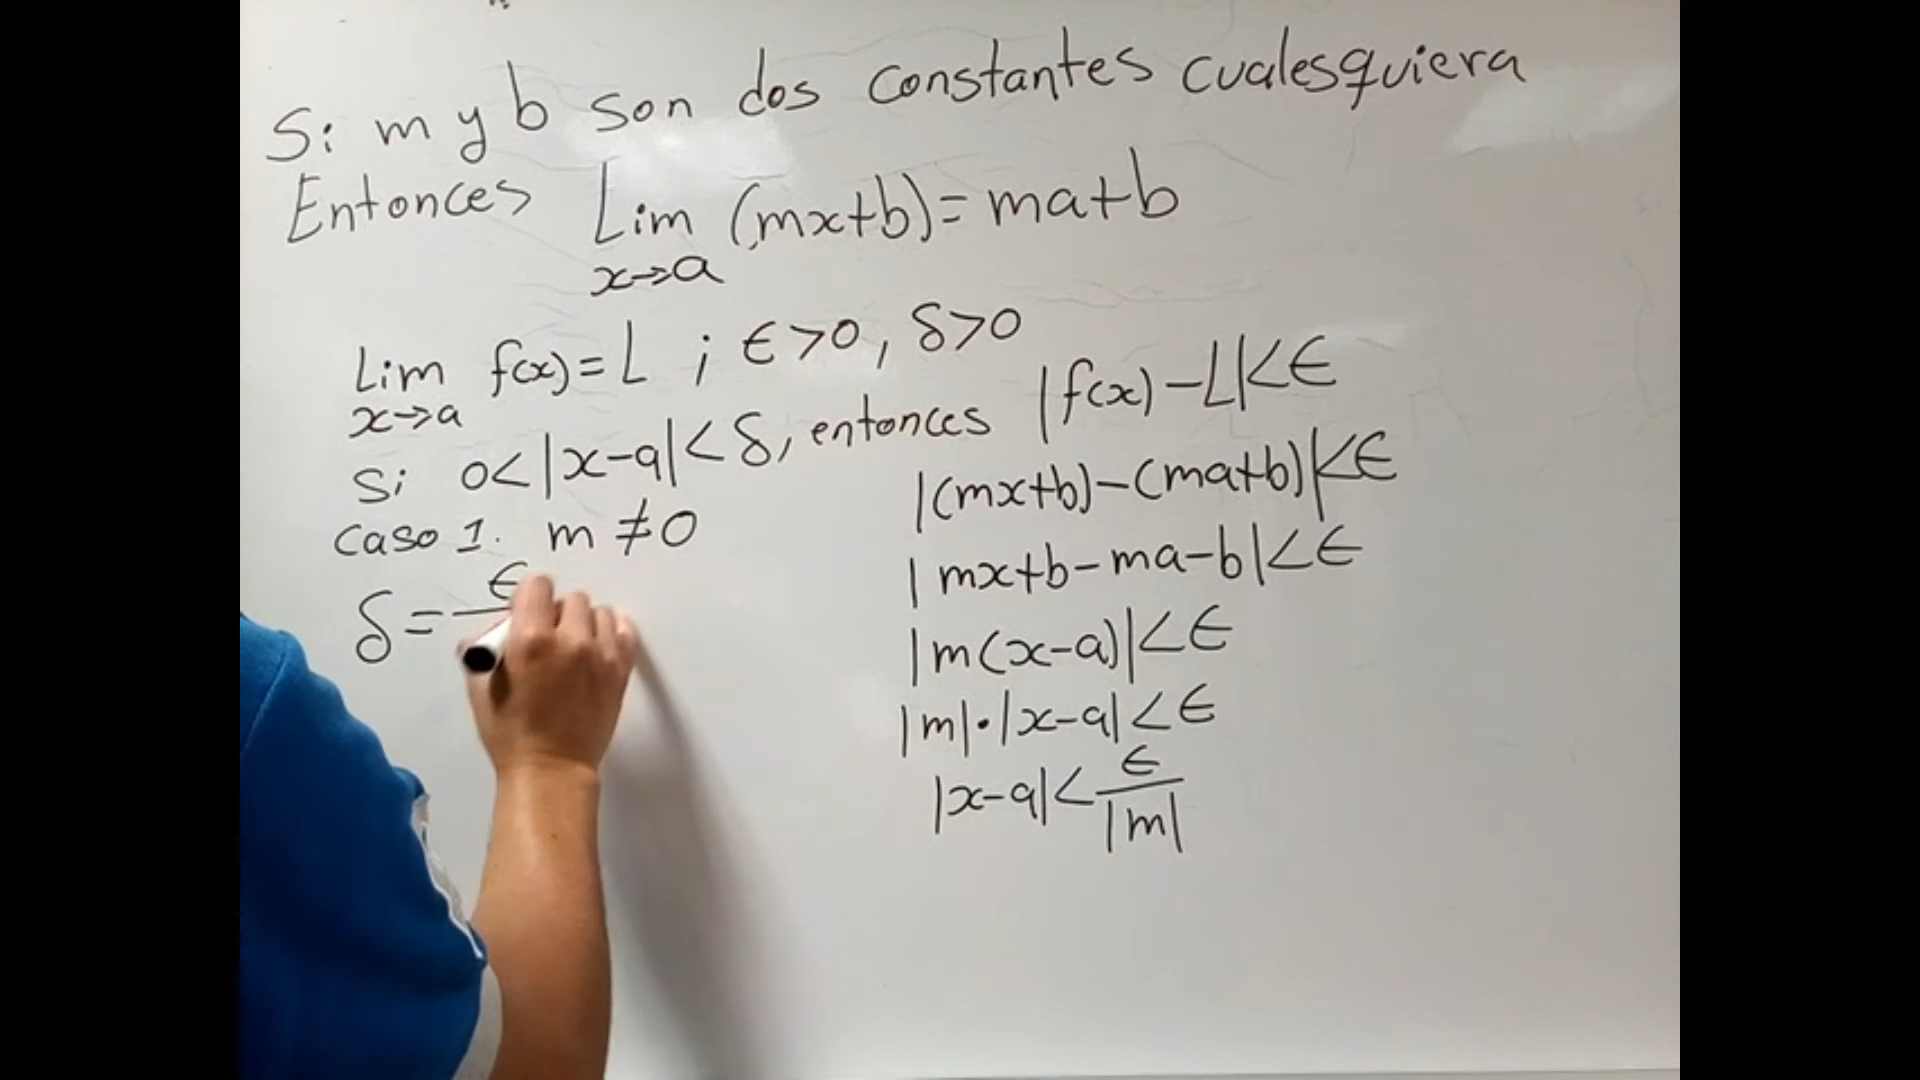 Si m y b son dos constantes cualesquiera
Entonces Lim (mx+b)=ma+b
x→a
Lim f(x)=L ; ϵ>0, δ>0
x→a
Si 0<|x-a|<δ, entonces |f(x)-L|<ϵ
caso 1. m≠0
δ=ϵ/
|(mx+b)-(ma+b)|<ϵ
|mx+b-ma-b|<ϵ
|m(x-a)|<ϵ
|m|·|x-a|<ϵ
|x-a|<ϵ/|m|